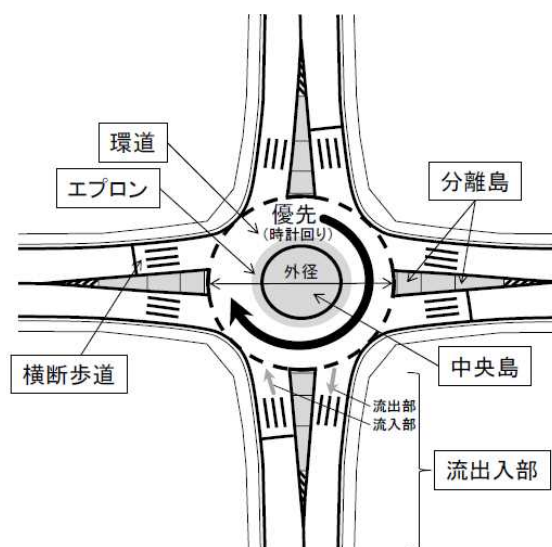 環道
エプロン
分離島
優先
(時計回り)
外径
横断歩道
中央島
流出部
流入部
流出入部